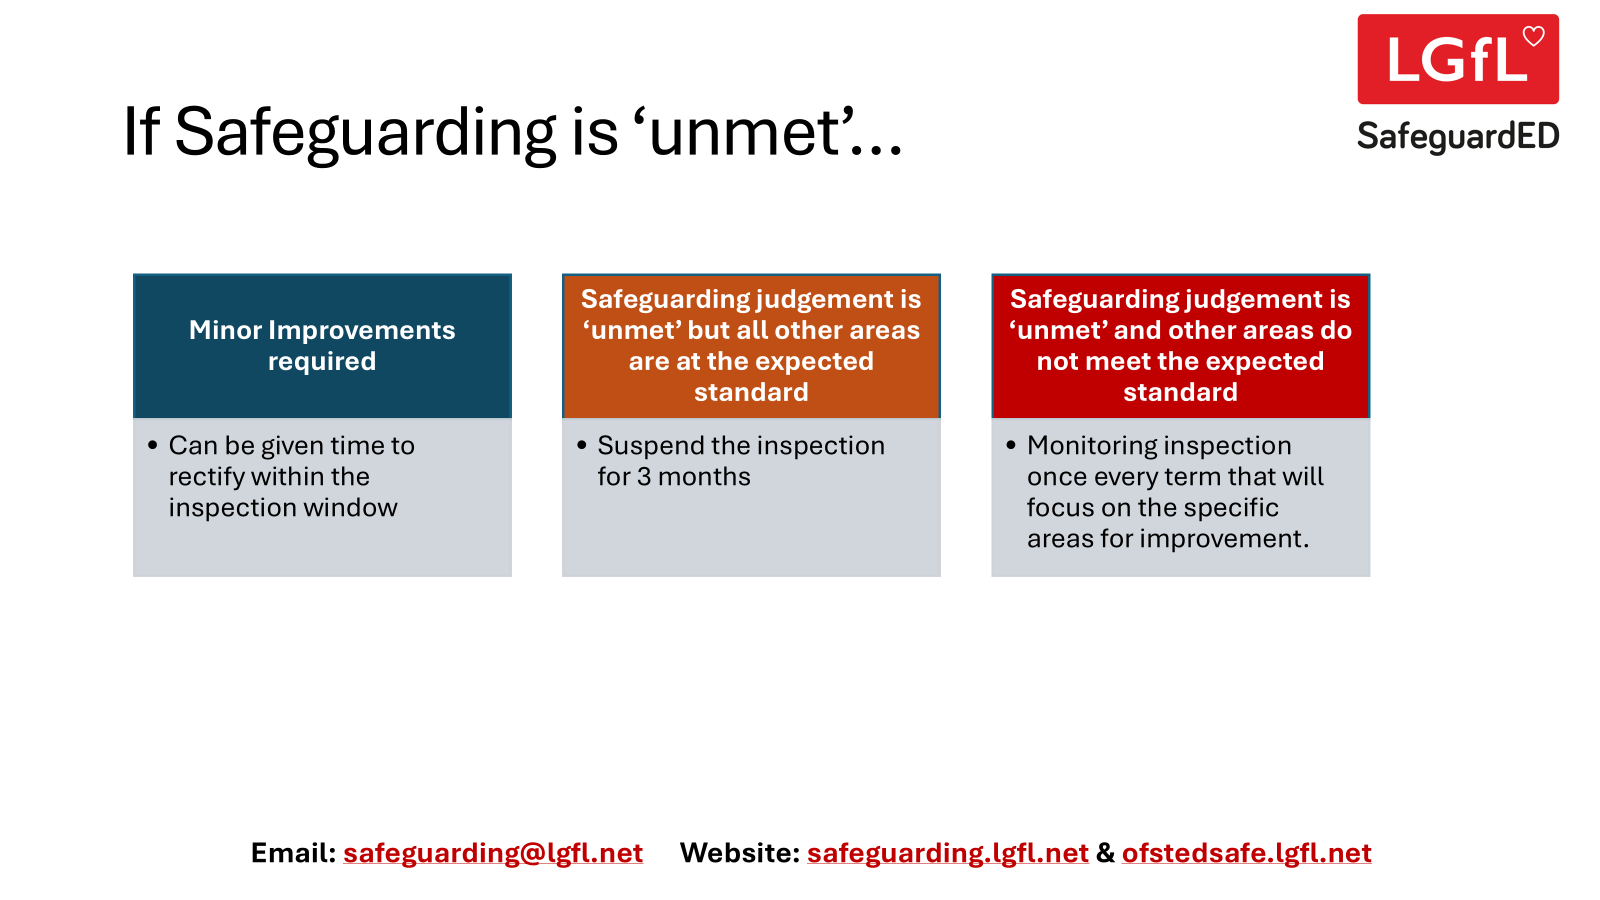 LGfL
SafeguardED
If Safeguarding is ‘unmet’...
Minor Improvements
required
• Can be given time to
rectify within the
inspection window
Safeguarding judgement is
‘unmet’ but all other areas
are at the expected
standard
• Suspend the inspection
for 3 months
Safeguarding judgement is
‘unmet’ and other areas do
not meet the expected
standard
• Monitoring inspection
once every term that will
focus on the specific
areas for improvement.
Email: safeguarding@lgfl.net Website: safeguarding.lgfl.net & ofstedsafe.lgfl.net